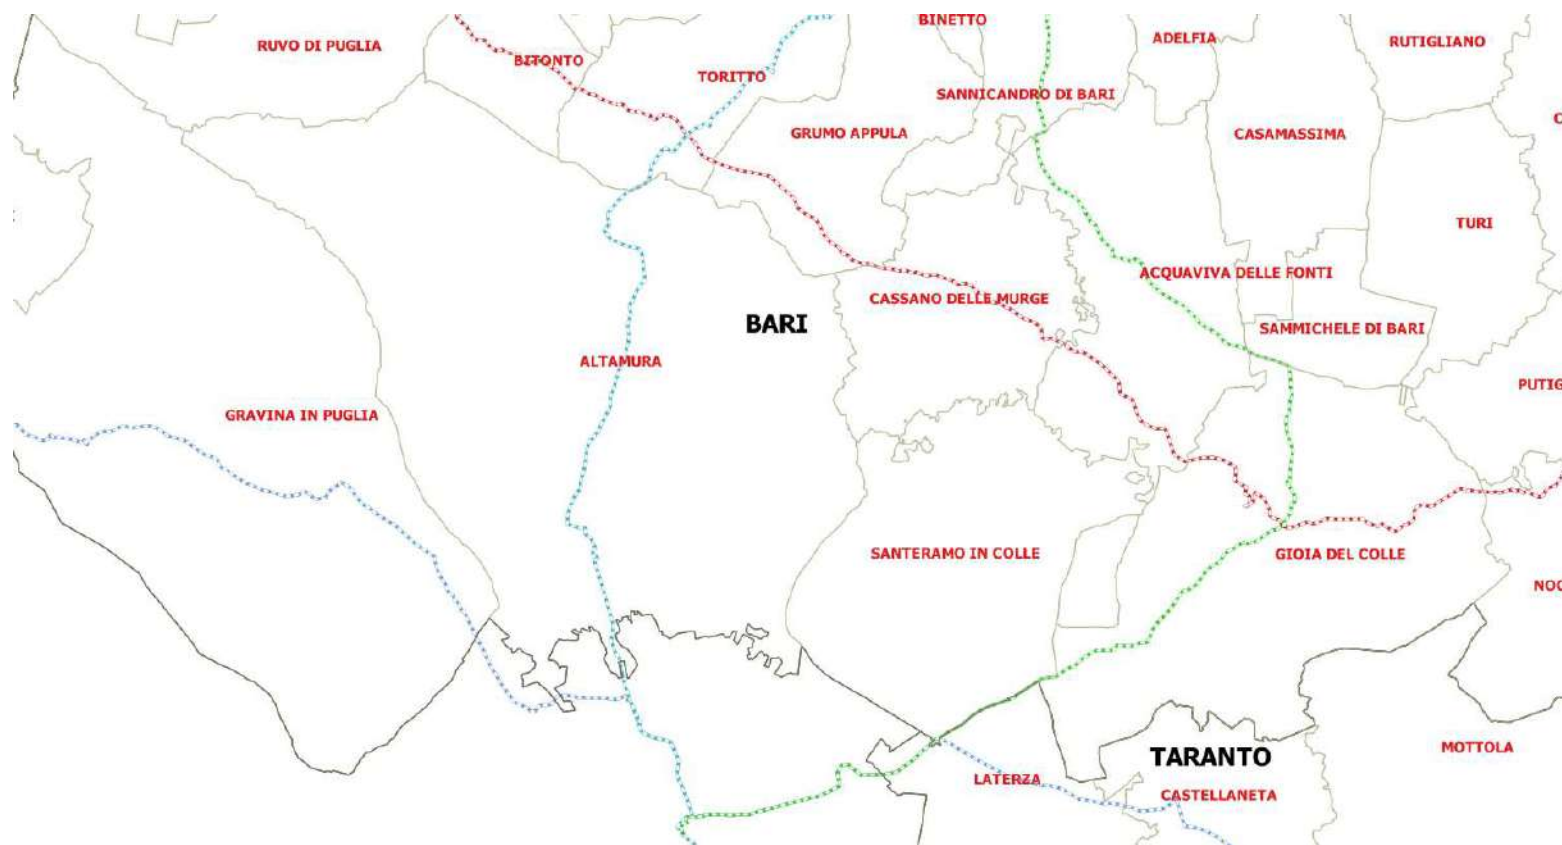 BINETTO
ADELFIA
RUTIGLIANO
RUVO DI PUGLIA
BITONTO
TORITTO
SANNICANDRO DI BARI
GRUMO APPULA
CASAMASSIMA
C
TURI
ACQUAVIVA DELLE FONTI
CASSANO DELLE MURGE
BARI
SAMMICHELE DI BARI
ALTAMURA
PUTIG
GRAVINA IN PUGLIA
SANTERAMO IN COLLE
GIOIA DEL COLLE
NOC
MOTTOLA
TARANTO
LATERZA
CASTELLANETA